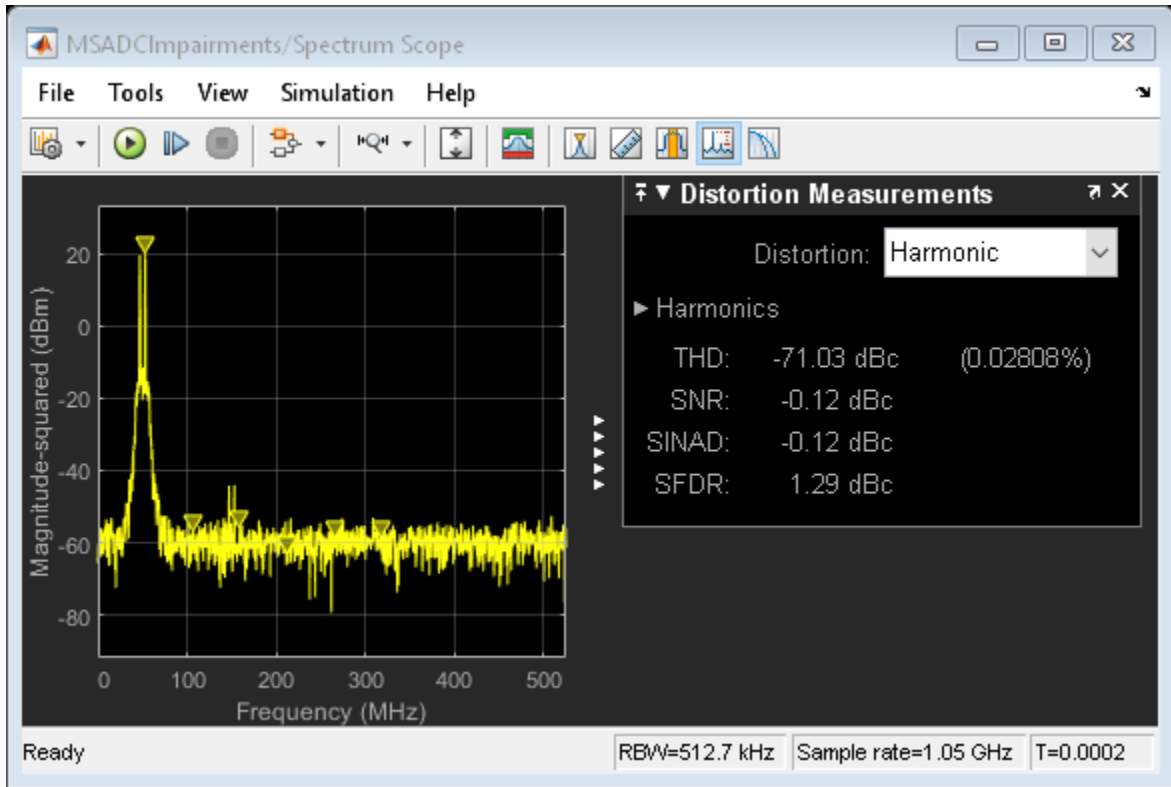 MSADCImpairments/Spectrum Scope
File Tools View Simulation Help
Distortion Measurements
Distortion: Harmonic
Harmonics
THD: -71.03 dBc (0.02808%)
SNR: -0.12 dBc
SINAD: -0.12 dBc
SFDR: 1.29 dBc
Magnitude-squared (dBm)
20
0
-20
-40
-60
-80
0 100 200 300 400 500
Frequency (MHz)
Ready RBW=512.7 kHz Sample rate=1.05 GHz T=0.0002